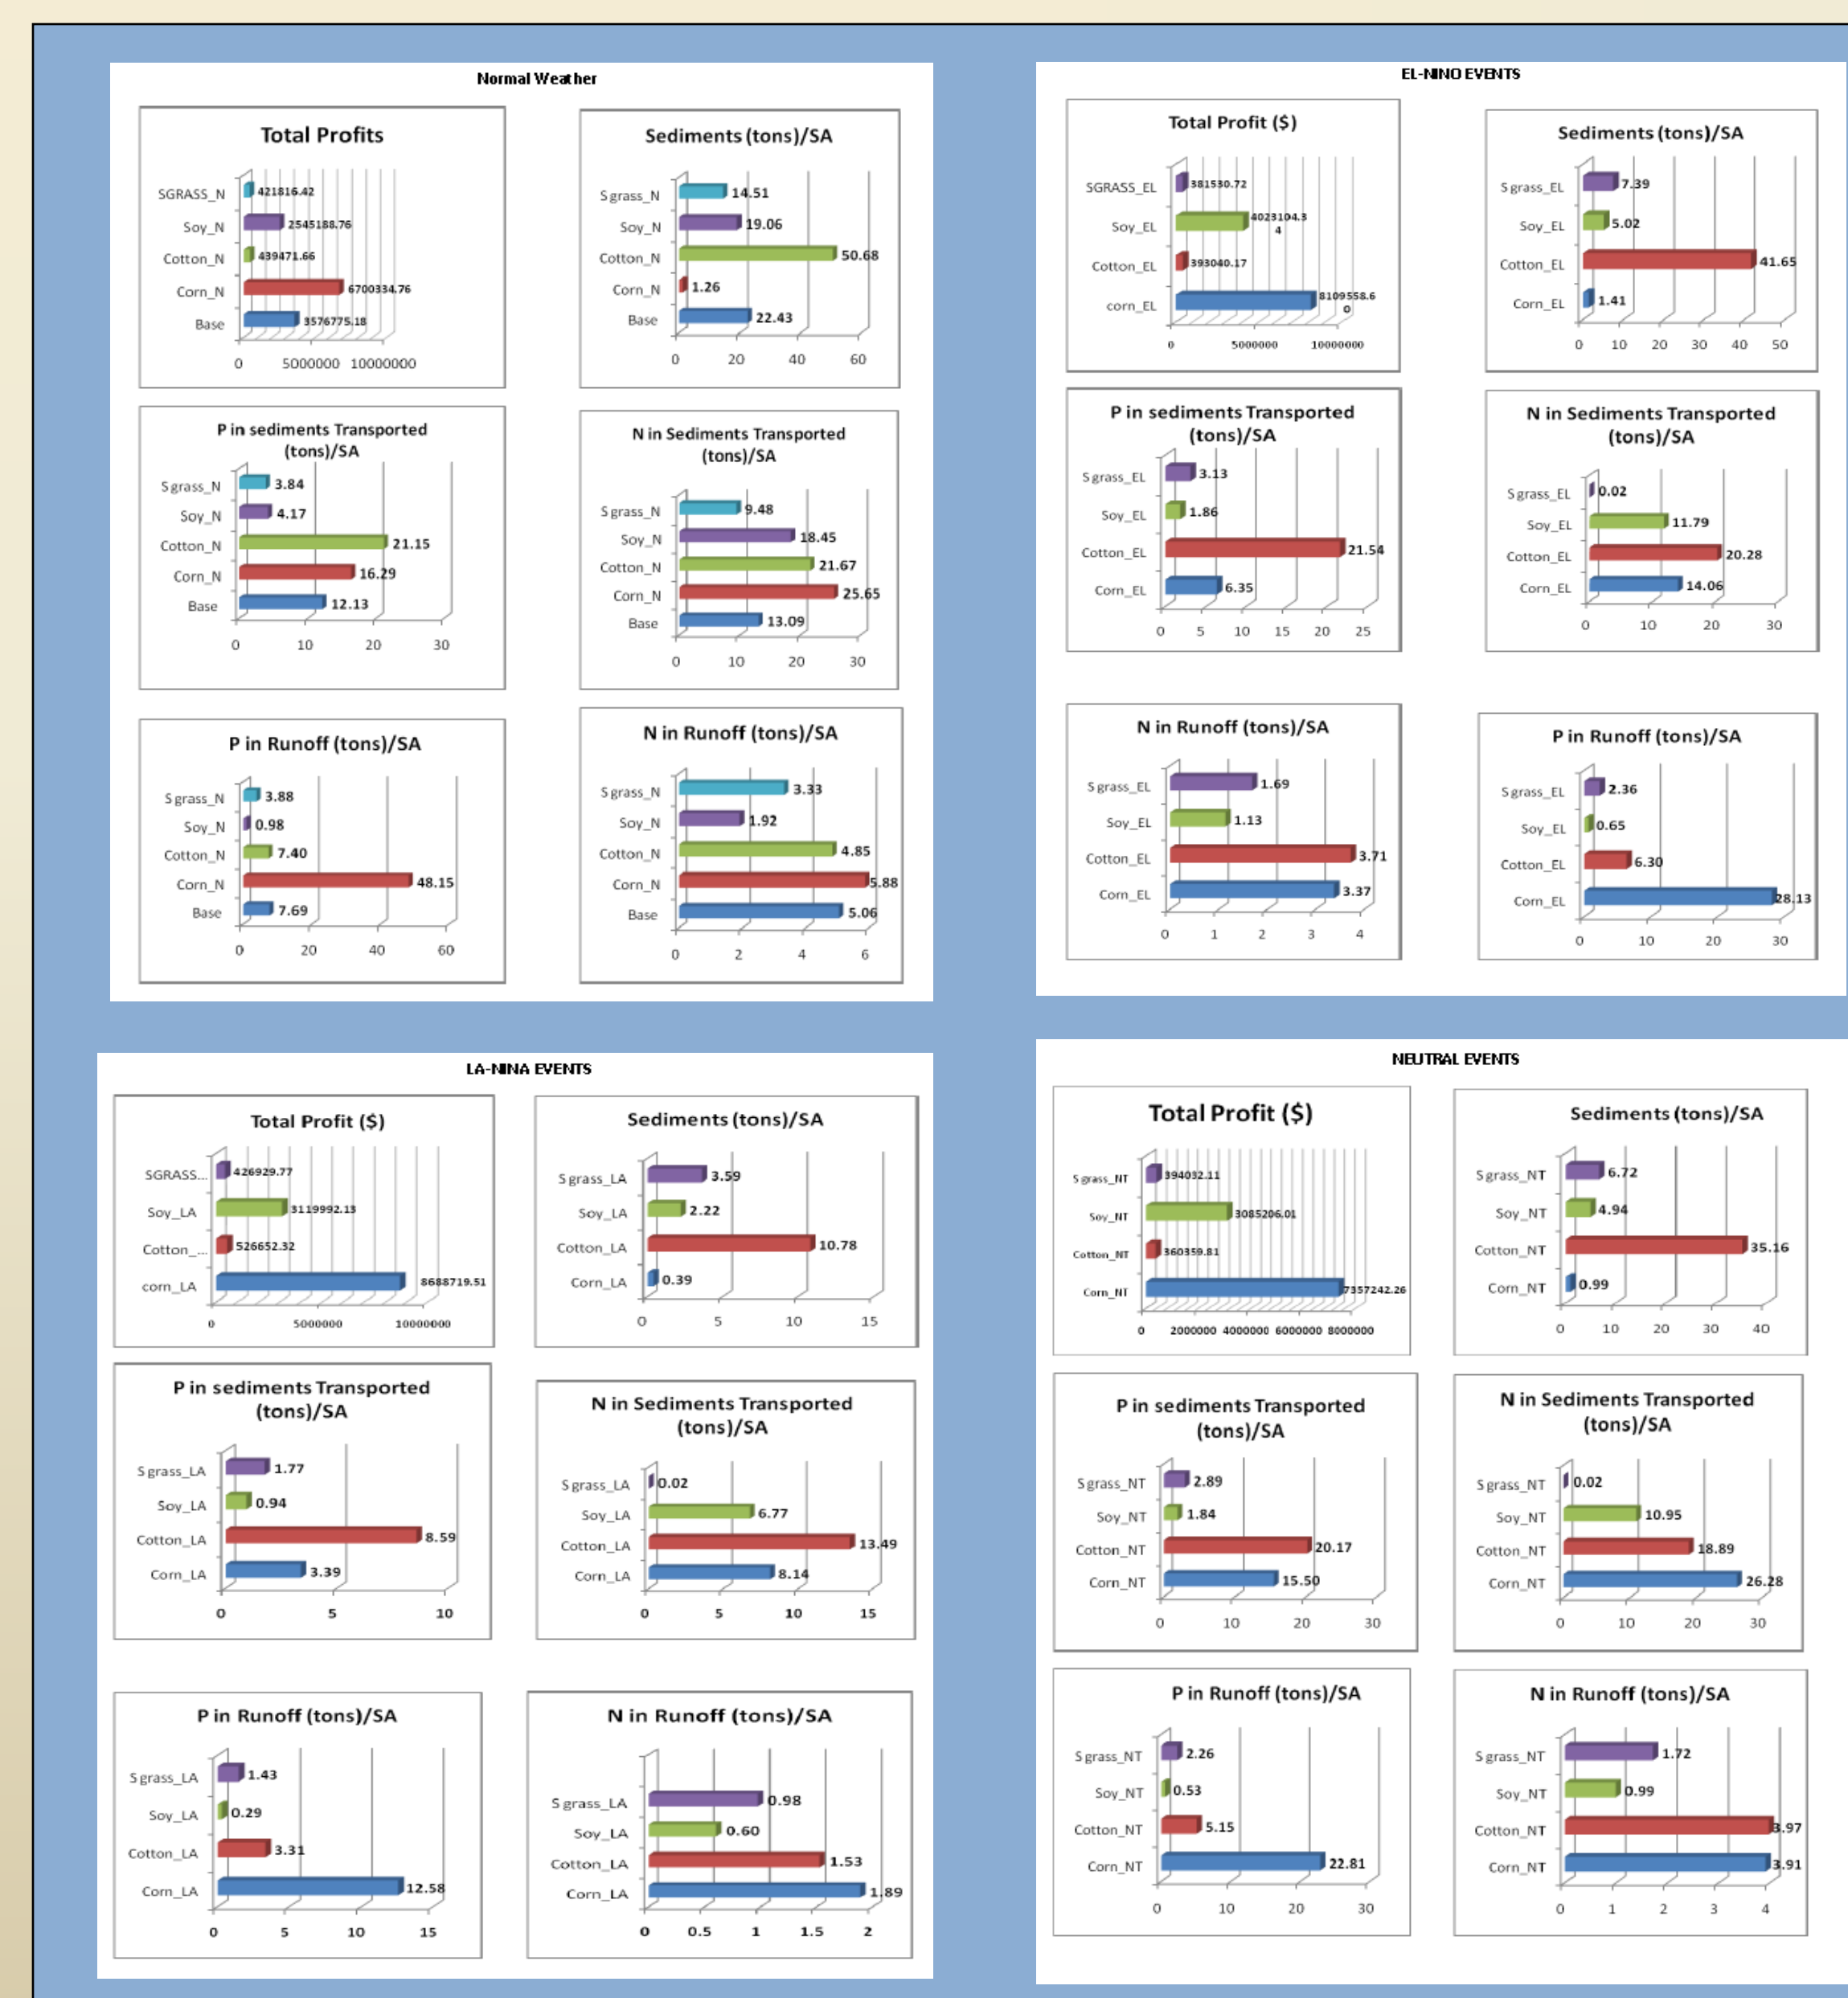 Normal Weather
Total Profits
SGRASS_N 421816.42
Soy_N 2545188.76
Cotton_N 439471.66
Corn_N 6700334.76
Base 3576775.18
0 5000000 10000000
Sediments (tons)/SA
Sgrass_N 14.51
Soy_N 19.06
Cotton_N 50.68
Corn_N 1.26
Base 22.43
0 20 40 60
P in sediments Transported
(tons)/SA
Sgrass_N 3.84
Soy_N 4.17
Cotton_N 21.15
Corn_N 16.29
Base 12.13
0 10 20 30
N in Sediments Transported
(tons)/SA
Sgrass_N 9.48
Soy_N 18.45
Cotton_N 21.67
Corn_N 25.65
Base 13.09
0 10 20 30
P in Runoff (tons)/SA
Sgrass_N 3.88
Soy_N 0.98
Cotton_N 7.40
Corn_N 48.15
Base 7.69
0 20 40 60
N in Runoff (tons)/SA
Sgrass_N 3.33
Soy_N 1.92
Cotton_N 4.85
Corn_N 5.88
Base 5.06
0 2 4 6
EL-NINO EVENTS
Total Profit ($)
SGRASS_EL 381530.72
Soy_EL 4023104.3
4
Cotton_EL 393040.17
corn_EL 8109558.6
0
0 5000000 10000000
Sediments (tons)/SA
Sgrass_EL 7.39
Soy_EL 5.02
Cotton_EL 41.65
Corn_EL 1.41
0 10 20 30 40 50
P in sediments Transported
(tons)/SA
Sgrass_EL 3.13
Soy_EL 1.86
Cotton_EL 21.54
Corn_EL 6.35
0 5 10 15 20 25
N in Sediments Transported
(tons)/SA
Sgrass_EL 0.02
Soy_EL 11.79
Cotton_EL 20.28
Corn_EL 14.06
0 10 20 30
N in Runoff (tons)/SA
Sgrass_EL 1.69
Soy_EL 1.13
Cotton_EL 3.71
Corn_EL 3.37
0 1 2 3 4
P in Runoff (tons)/SA
Sgrass_EL 2.36
Soy_EL 0.65
Cotton_EL 6.30
Corn_EL 28.13
0 10 20 30
LA-NINA EVENTS
Total Profit ($)
SGRASS... 426929.77
Soy_LA 3119992.13
Cotton_... 526652.32
corn_LA 8688719.51
0 5000000 10000000
Sediments (tons)/SA
Sgrass_LA 3.59
Soy_LA 2.22
Cotton_LA 10.78
Corn_LA 0.39
0 5 10 15
P in sediments Transported
(tons)/SA
Sgrass_LA 1.77
Soy_LA 0.94
Cotton_LA 8.59
Corn_LA 3.39
0 5 10
N in Sediments Transported
(tons)/SA
Sgrass_LA 0.02
Soy_LA 6.77
Cotton_LA 13.49
Corn_LA 8.14
0 5 10 15
P in Runoff (tons)/SA
Sgrass_LA 1.43
Soy_LA 0.29
Cotton_LA 3.31
Corn_LA 12.58
0 5 10 15
N in Runoff (tons)/SA
Sgrass_LA 0.98
Soy_LA 0.60
Cotton_LA 1.53
Corn_LA 1.89
0 0.5 1 1.5 2
NEUTRAL EVENTS
Total Profit ($)
Sgrass_NT 394032.11
Soy_NT 3085206.01
Cotton_NT 360359.81
Corn_NT 7357242.26
0 2000000 4000000 6000000 8000000
Sediments (tons)/SA
Sgrass_NT 6.72
Soy_NT 4.94
Cotton_NT 35.16
Corn_NT 0.99
0 10 20 30 40
P in sediments Transported
(tons)/SA
Sgrass_NT 2.89
Soy_NT 1.84
Cotton_NT 20.17
Corn_NT 15.50
0 10 20 30
N in Sediments Transported
(tons)/SA
Sgrass_NT 0.02
Soy_NT 10.95
Cotton_NT 18.89
Corn_NT 26.28
0 10 20 30
P in Runoff (tons)/SA
Sgrass_NT 2.26
Soy_NT 0.53
Cotton_NT 5.15
Corn_NT 22.81
0 10 20 30
N in Runoff (tons)/SA
Sgrass_NT 1.72
Soy_NT 0.99
Cotton_NT 3.97
Corn_NT 3.91
0 1 2 3 4